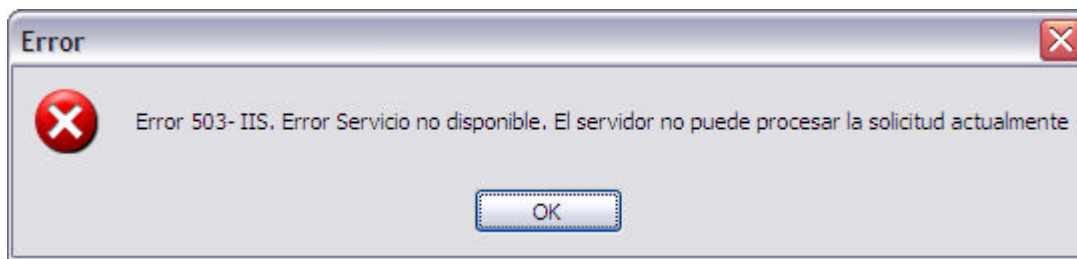 Error
Error 503- IIS. Error Servicio no disponible. El servidor no puede procesar la solicitud actualmente
OK